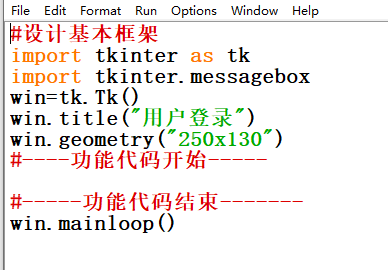 File Edit Format Run Options Window Help
#设计基本框架
import tkinter as tk
import tkinter.messagebox
win=tk.Tk()
win.title("用户登录")
win.geometry("250x130")
#----功能代码开始-----
#-----功能代码结束-------
win.mainloop()